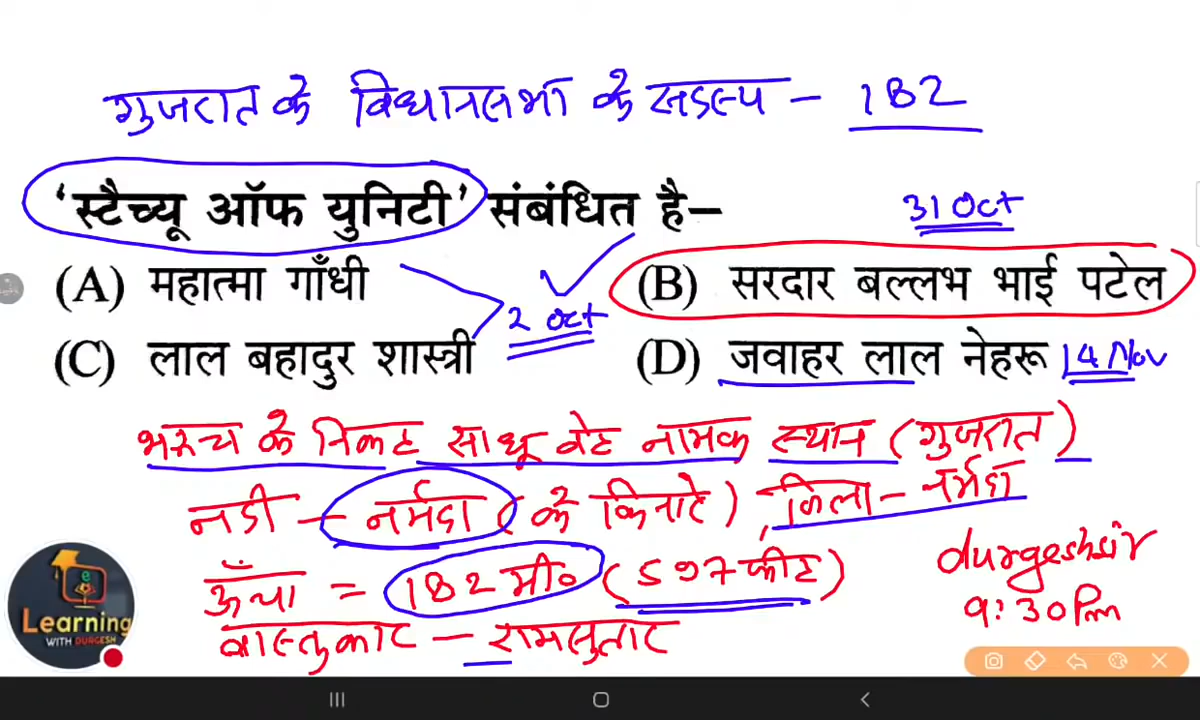 गुजरात के विधानसभा के सदस्य - 182
'स्टैच्यू ऑफ युनिटी' संबंधित है–
31 Oct
(A) महात्मा गाँधी
(B) सरदार बल्लभ भाई पटेल
2 Oct
(C) लाल बहादुर शास्त्री
(D) जवाहर लाल नेहरू 14 Nov
भरुच के निकट साधू बेट नामक स्थान (गुजरात)
नदी - नर्मदा (के किनारे), जिला - नर्मदा
ऊँचा = 182 मी० (597 फीट)
वास्तुकार - रामसुतार
durgeshsir
9:30 Pm
e
Learning
WITH DURGESH